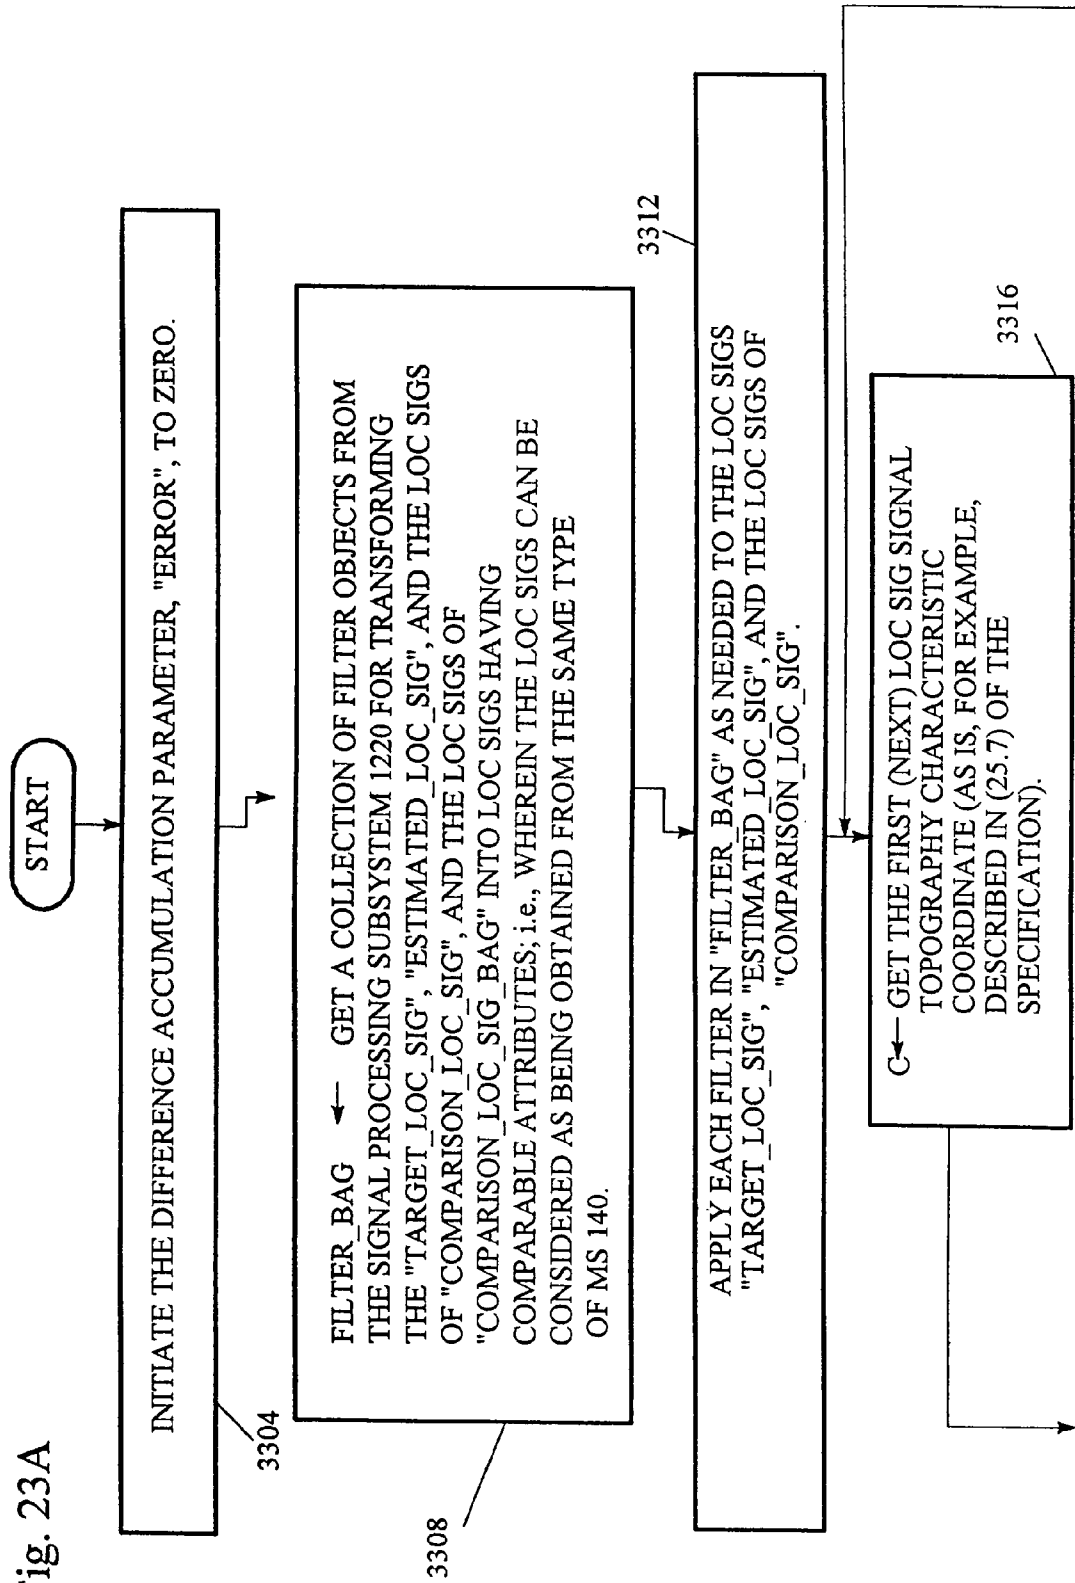 Fig. 23A
START
INITIATE THE DIFFERENCE ACCUMULATION PARAMETER, "ERROR", TO ZERO.
3304
FILTER_BAG ← GET A COLLECTION OF FILTER OBJECTS FROM
THE SIGNAL PROCESSING SUBSYSTEM 1220 FOR TRANSFORMING
THE "TARGET_LOC_SIG", "ESTIMATED_LOC_SIG", AND THE LOC SIGS
OF "COMPARISON_LOC_SIG", AND THE LOC SIGS OF
"COMPARISON_LOC_SIG_BAG" INTO LOC SIGS HAVING
COMPARABLE ATTRIBUTES; i.e., WHEREIN THE LOC SIGS CAN BE
CONSIDERED AS BEING OBTAINED FROM THE SAME TYPE
OF MS 140.
3308
3312
APPLY EACH FILTER IN "FILTER_BAG" AS NEEDED TO THE LOC SIGS
"TARGET_LOC_SIG", "ESTIMATED_LOC_SIG", AND THE LOC SIGS OF
"COMPARISON_LOC_SIG".
3316
C ← GET THE FIRST (NEXT) LOC SIG SIGNAL
TOPOGRAPHY CHARACTERISTIC
COORDINATE (AS IS, FOR EXAMPLE,
DESCRIBED IN (25.7) OF THE
SPECIFICATION).